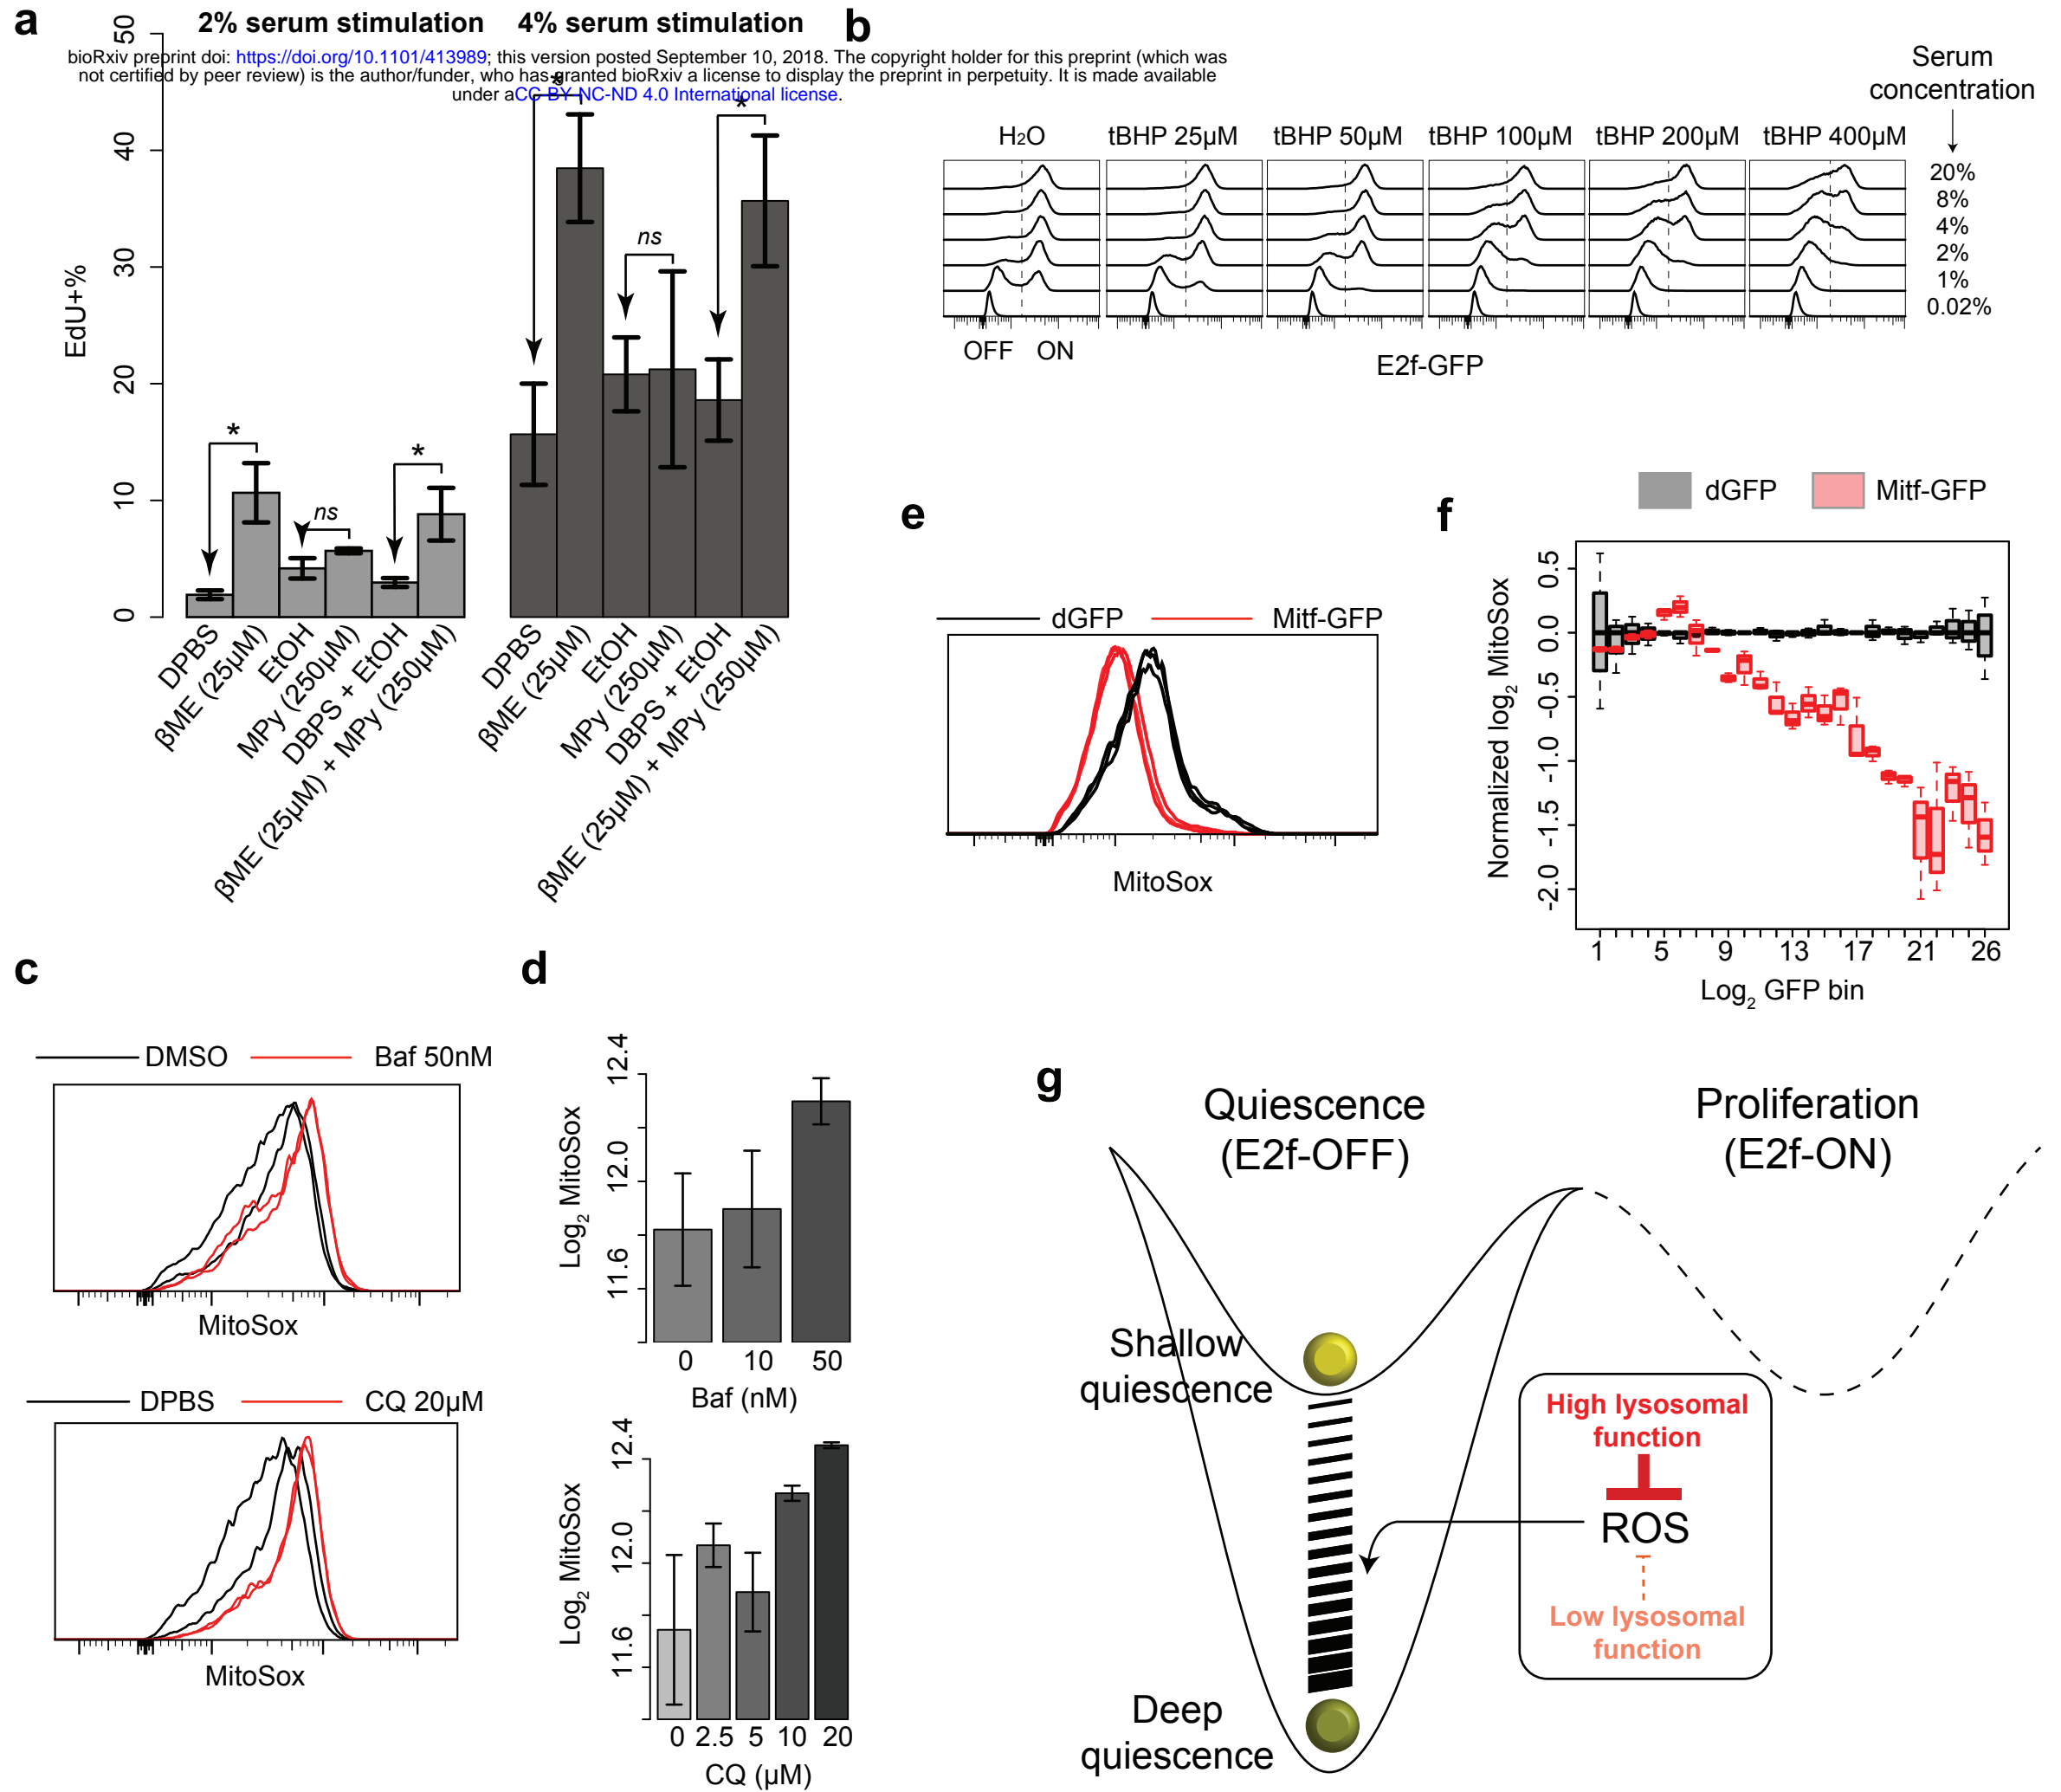 a
2% serum stimulation
4% serum stimulation
bioRxiv preprint doi: https://doi.org/10.1101/413989; this version posted September 10, 2018. The copyright holder for this preprint (which was
not certified by peer review) is the author/funder, who has granted bioRxiv a license to display the preprint in perpetuity. It is made available
under aCC-BY-NC-ND 4.0 International license.
EdU+%
0
10
20
30
40
50
*
ns
*
*
ns
*
DPBS
βME (25µM)
EtOH
MPy (250µM)
DBPS + EtOH
βME (25µM) + MPy (250µM)
DPBS
βME (25µM)
EtOH
MPy (250µM)
DBPS + EtOH
βME (25µM) + MPy (250µM)
b
Serum
concentration
H2O
tBHP 25µM
tBHP 50µM
tBHP 100µM
tBHP 200µM
tBHP 400µM
20%
8%
4%
2%
1%
0.02%
OFF
ON
E2f-GFP
c
DMSO
Baf 50nM
MitoSox
DPBS
CQ 20µM
MitoSox
d
Log2 MitoSox
11.6
12.0
12.4
0
10
50
Baf (nM)
Log2 MitoSox
11.6
12.0
12.4
0
2.5
5
10
20
CQ (µM)
e
dGFP
Mitf-GFP
MitoSox
f
dGFP
Mitf-GFP
Normalized log2 MitoSox
0.5
0.0
-0.5
-1.0
-1.5
-2.0
1
5
9
13
17
21
26
Log2 GFP bin
g
Quiescence
(E2f-OFF)
Proliferation
(E2f-ON)
Shallow
quiescence
Deep
quiescence
High lysosomal
function
ROS
Low lysosomal
function